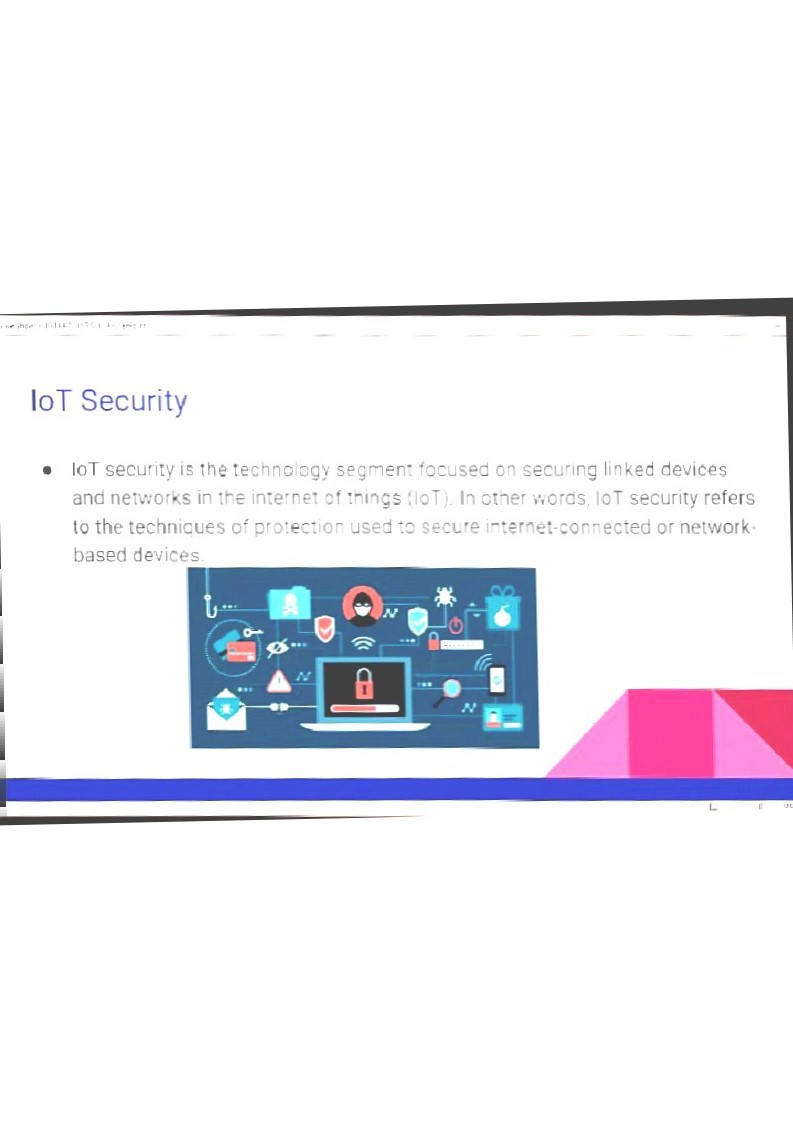 IoT Security
● IoT security is the technology segment focused on securing linked devices
and networks in the internet of things (IoT). In other words, IoT security refers
to the techniques of protection used to secure internet-connected or network-
based devices.